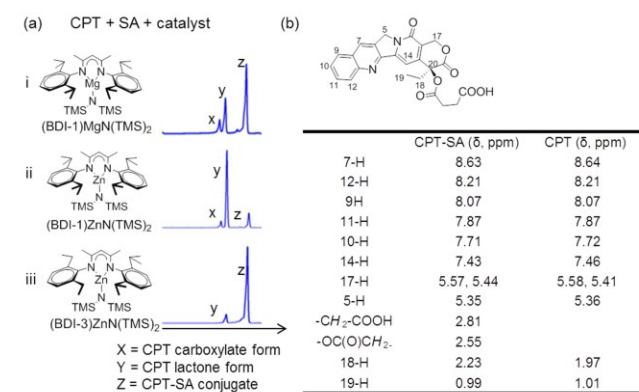 (a) CPT + SA + catalyst
i
Mg
N N
N
TMS TMS
(BDI-1)MgN(TMS)2
x
y
z
ii
Zn
N N
N
TMS TMS
(BDI-1)ZnN(TMS)2
x
y
z
iii
Zn
N N
N
TMS TMS
(BDI-3)ZnN(TMS)2
y
z
X = CPT carboxylate form
Y = CPT lactone form
Z = CPT-SA conjugate
(b)
5 O 17
9 7 N O
10 14
11 N 20 O
12 19 18 O
O COOH
CPT-SA (δ, ppm) CPT (δ, ppm)
7-H 8.63 8.64
12-H 8.21 8.21
9H 8.07 8.07
11-H 7.87 7.87
10-H 7.71 7.72
14-H 7.43 7.46
17-H 5.57, 5.44 5.58, 5.41
5-H 5.35 5.36
-CH2-COOH 2.81
-OC(O)CH2- 2.55
18-H 2.23 1.97
19-H 0.99 1.01